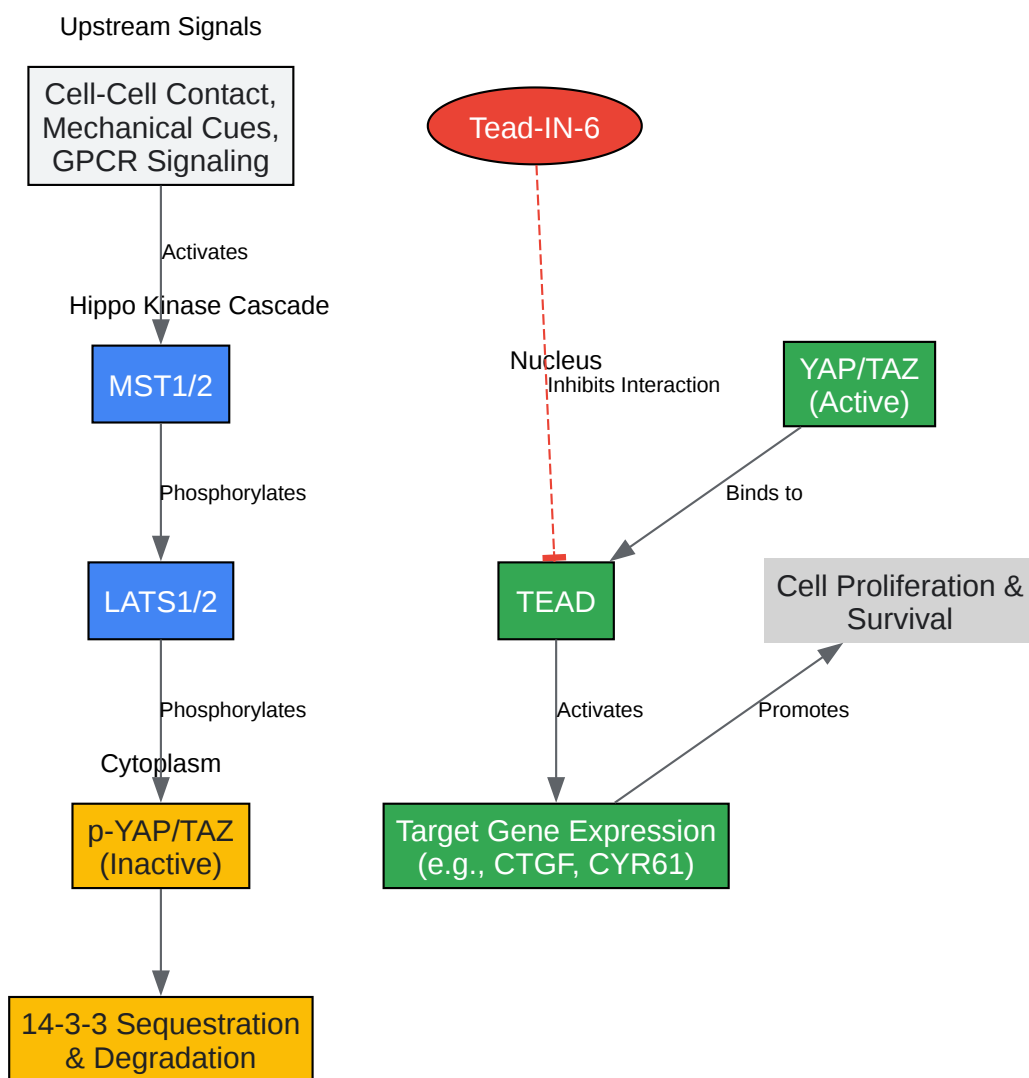 Upstream Signals
Cell-Cell Contact,
Mechanical Cues,
GPCR Signaling
Activates
Hippo Kinase Cascade
MST1/2
Phosphorylates
LATS1/2
Phosphorylates
Cytoplasm
p-YAP/TAZ
(Inactive)
14-3-3 Sequestration
& Degradation
Tead-IN-6
Nucleus
Inhibits Interaction
YAP/TAZ
(Active)
Binds to
TEAD
Activates
Target Gene Expression
(e.g., CTGF, CYR61)
Promotes
Cell Proliferation &
Survival